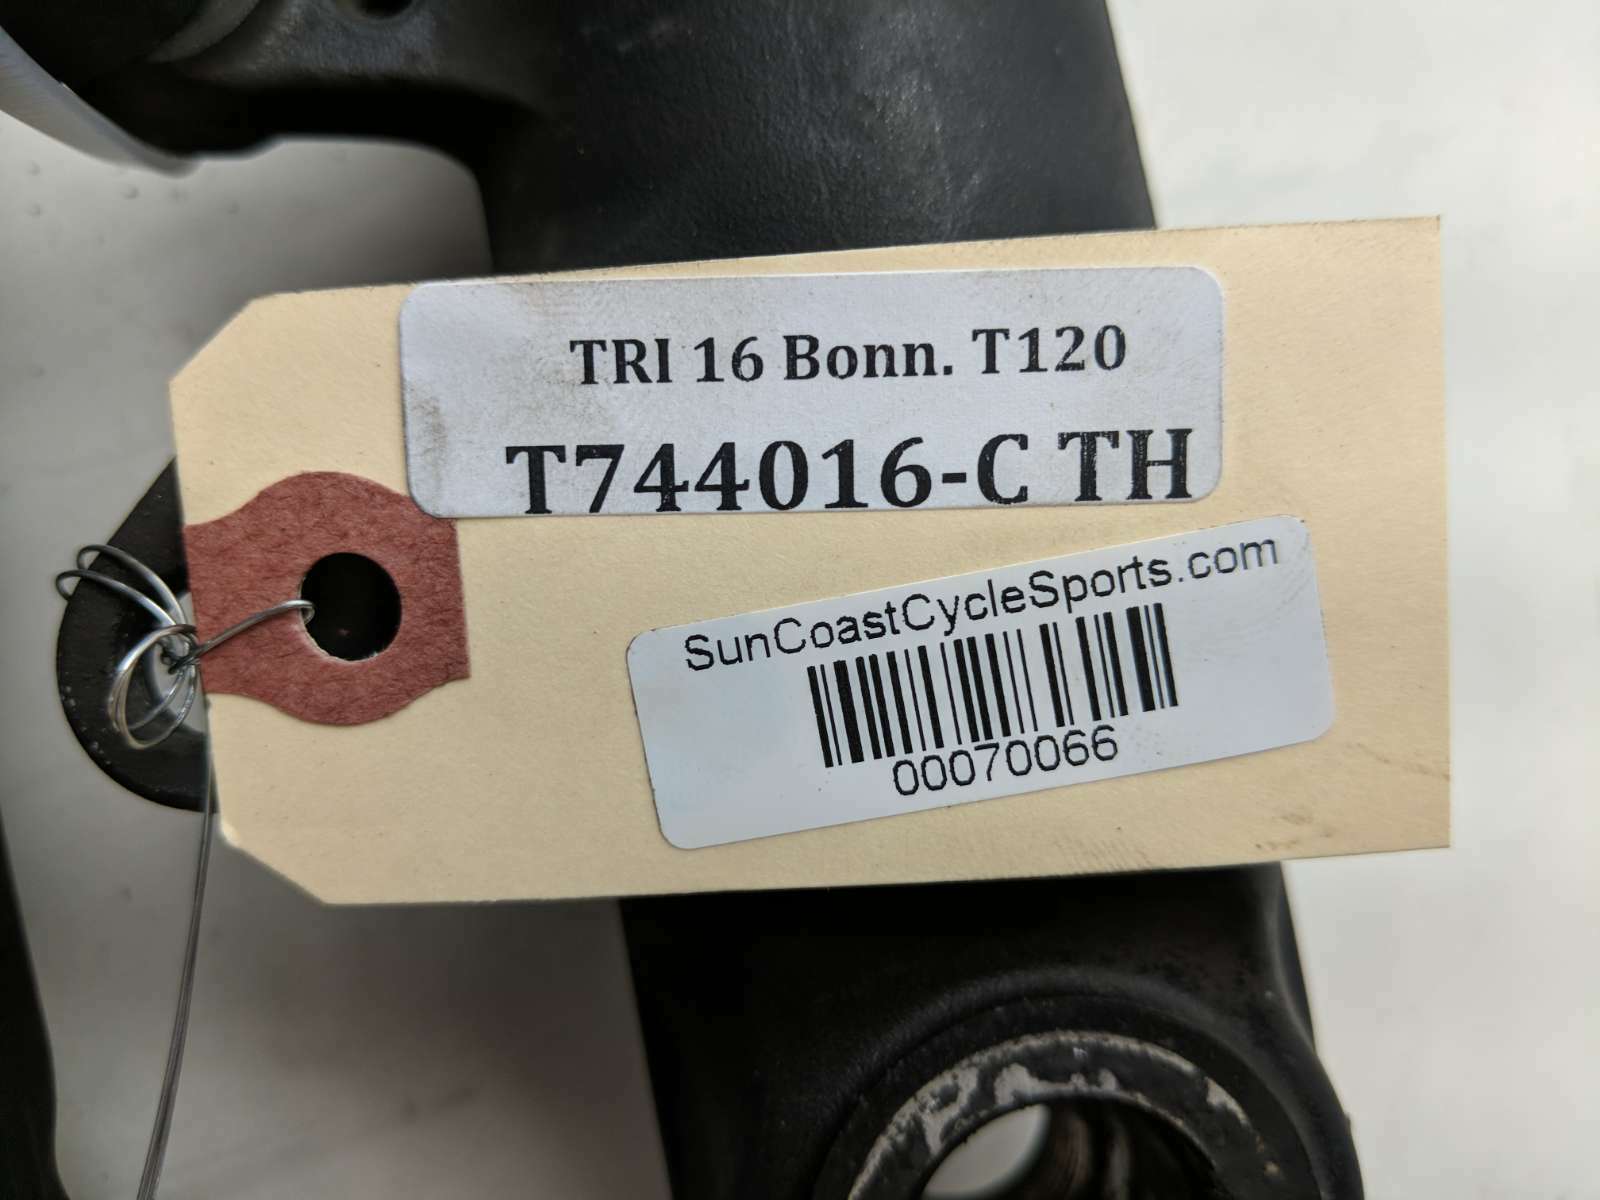 TRI 16 Bonn. T120
T744016-C TH
SunCoastCycleSports.com
00070066